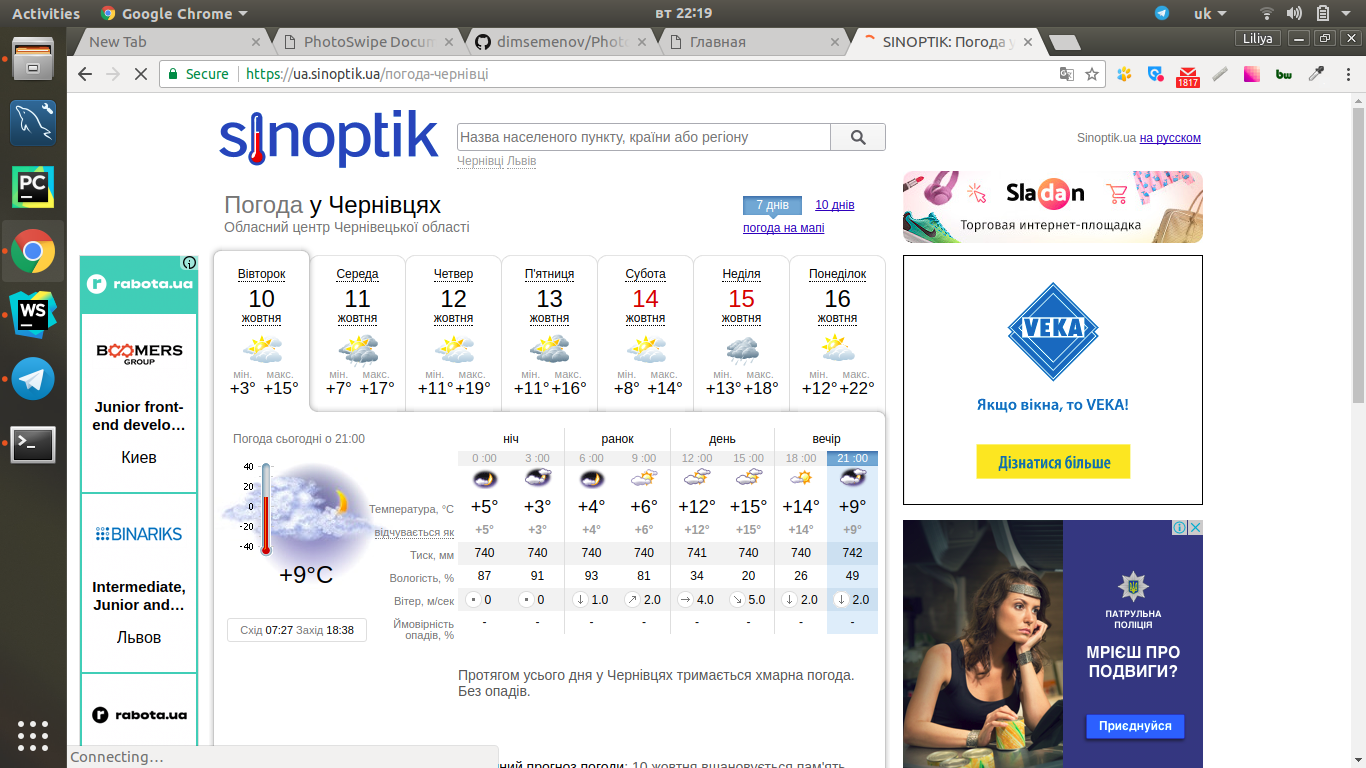 Activities
Google Chrome
вт 22:19
uk
New Tab
PhotoSwipe Docum
dimsemenov/Photo
Главная
SINOPTIK: Погода у
Liliya
Secure
https://ua.sinoptik.ua/погода-чернівці
1817
bw
sinoptik
Назва населеного пункту, країни або регіону
Чернівці Львів
Sinoptik.ua на русском
Погода у Чернівцях
Обласний центр Чернівецької області
7 днів
10 днів
погода на мапі
Sladan
Торговая интернет-площадка
Вівторок
10
жовтня
мін. макс.
+3° +15°
Середа
11
жовтня
мін. макс.
+7° +17°
Четвер
12
жовтня
мін. макс.
+11° +19°
П'ятниця
13
жовтня
мін. макс.
+11° +16°
Субота
14
жовтня
мін. макс.
+8° +14°
Неділя
15
жовтня
мін. макс.
+13° +18°
Понеділок
16
жовтня
мін. макс.
+12° +22°
PC
WS
rabota.ua
BOOMERS
GROUP
Junior front-
end develo...
Киев
BINARIKS
Intermediate,
Junior and...
Львов
rabota.ua
Погода сьогодні о 21:00
40
20
0
-20
-40
+9°C
Схід 07:27 Захід 18:38
ніч ранок день вечір
0 :00 3 :00 6 :00 9 :00 12 :00 15 :00 18 :00 21 :00
Температура, °C +5° +3° +4° +6° +12° +15° +14° +9°
відчувається як +5° +3° +4° +6° +12° +15° +14° +9°
Тиск, мм 740 740 740 740 741 740 740 742
Вологість, % 87 91 93 81 34 20 26 49
Вітер, м/сек 0 0 1.0 2.0 4.0 5.0 2.0 2.0
Ймовірність
опадів, % - - - - - - - -
Протягом усього дня у Чернівцях тримається хмарна погода.
Без опадів.
ний прогноз погоди: 10 жовтня вшановується пам'ять
VEKA
Якщо вікна, то VEKA!
Дізнатися більше
ПАТРУЛЬНА
ПОЛІЦІЯ
МРІЄШ ПРО
ПОДВИГИ?
Приєднуйся
Connecting...